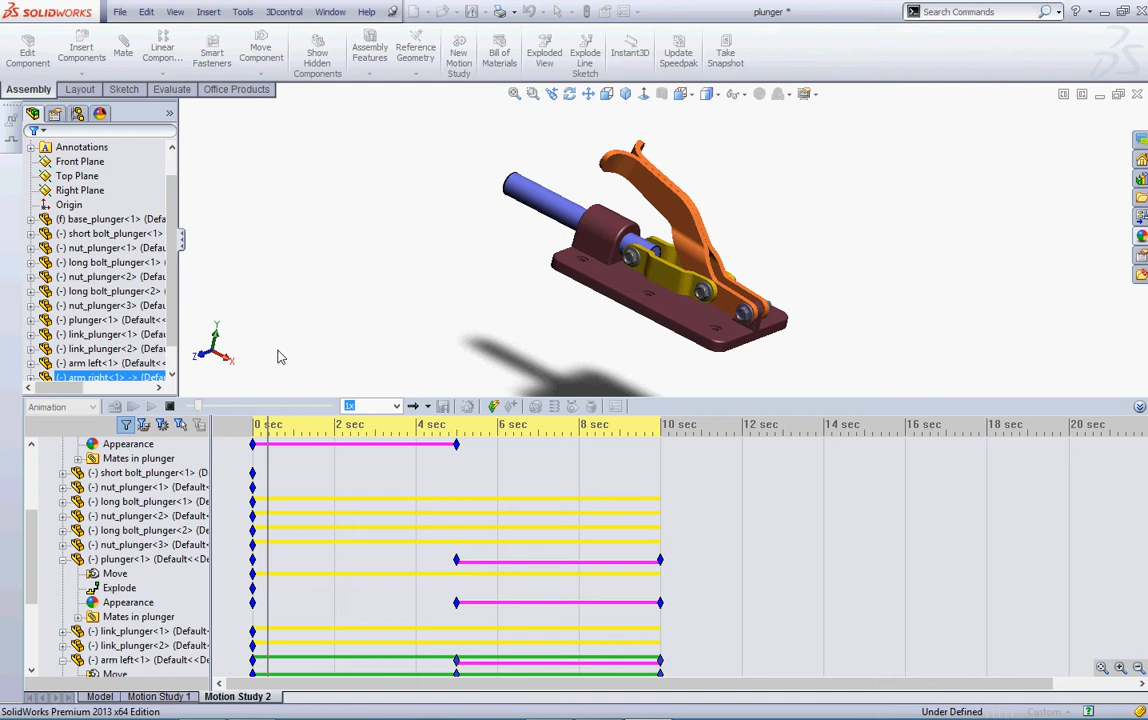 SOLIDWORKS File Edit View Insert Tools 3Dcontrol Window Help plunger * Search Commands
Edit Component
Insert Components
Mate
Linear Compon...
Smart Fasteners
Move Component
Show Hidden Components
Assembly Features
Reference Geometry
New Motion Study
Bill of Materials
Exploded View
Explode Line Sketch
Instant3D
Update Speedpak
Take Snapshot
Assembly Layout Sketch Evaluate Office Products
Annotations
Front Plane
Top Plane
Right Plane
Origin
(f) base_plunger<1> (Defa
(-) short bolt_plunger<1>
(-) nut_plunger<1> (Defau
(-) long bolt_plunger<1> (
(-) nut_plunger<2> (Defau
(-) long bolt_plunger<2> (
(-) nut_plunger<3> (Defau
(-) plunger<1> (Default<<
(-) link_plunger<1> (Defau
(-) link_plunger<2> (Defau
(-) arm left<1> (Default<<
(-) arm right<1> -> (Defau
Y
Z
X
Animation 1x
0 sec 2 sec 4 sec 6 sec 8 sec 10 sec 12 sec 14 sec 16 sec 18 sec 20 sec
Appearance
Mates in plunger
(-) short bolt_plunger<1> (D
(-) nut_plunger<1> (Default<
(-) long bolt_plunger<1> (D
(-) nut_plunger<2> (Default<
(-) long bolt_plunger<2> (D
(-) nut_plunger<3> (Default<
(-) plunger<1> (Default<<De
Move
Explode
Appearance
Mates in plunger
(-) link_plunger<1> (Default<
(-) link_plunger<2> (Default<
(-) arm left<1> (Default<<De
Move
Model Motion Study 1 Motion Study 2
SolidWorks Premium 2013 x64 Edition Under Defined Custom